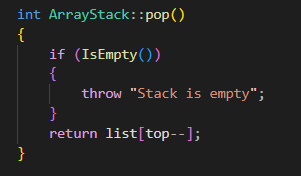 int ArrayStack::pop()
{
    if (IsEmpty())
    {
        throw "Stack is empty";
    }
    return list[top--];
}